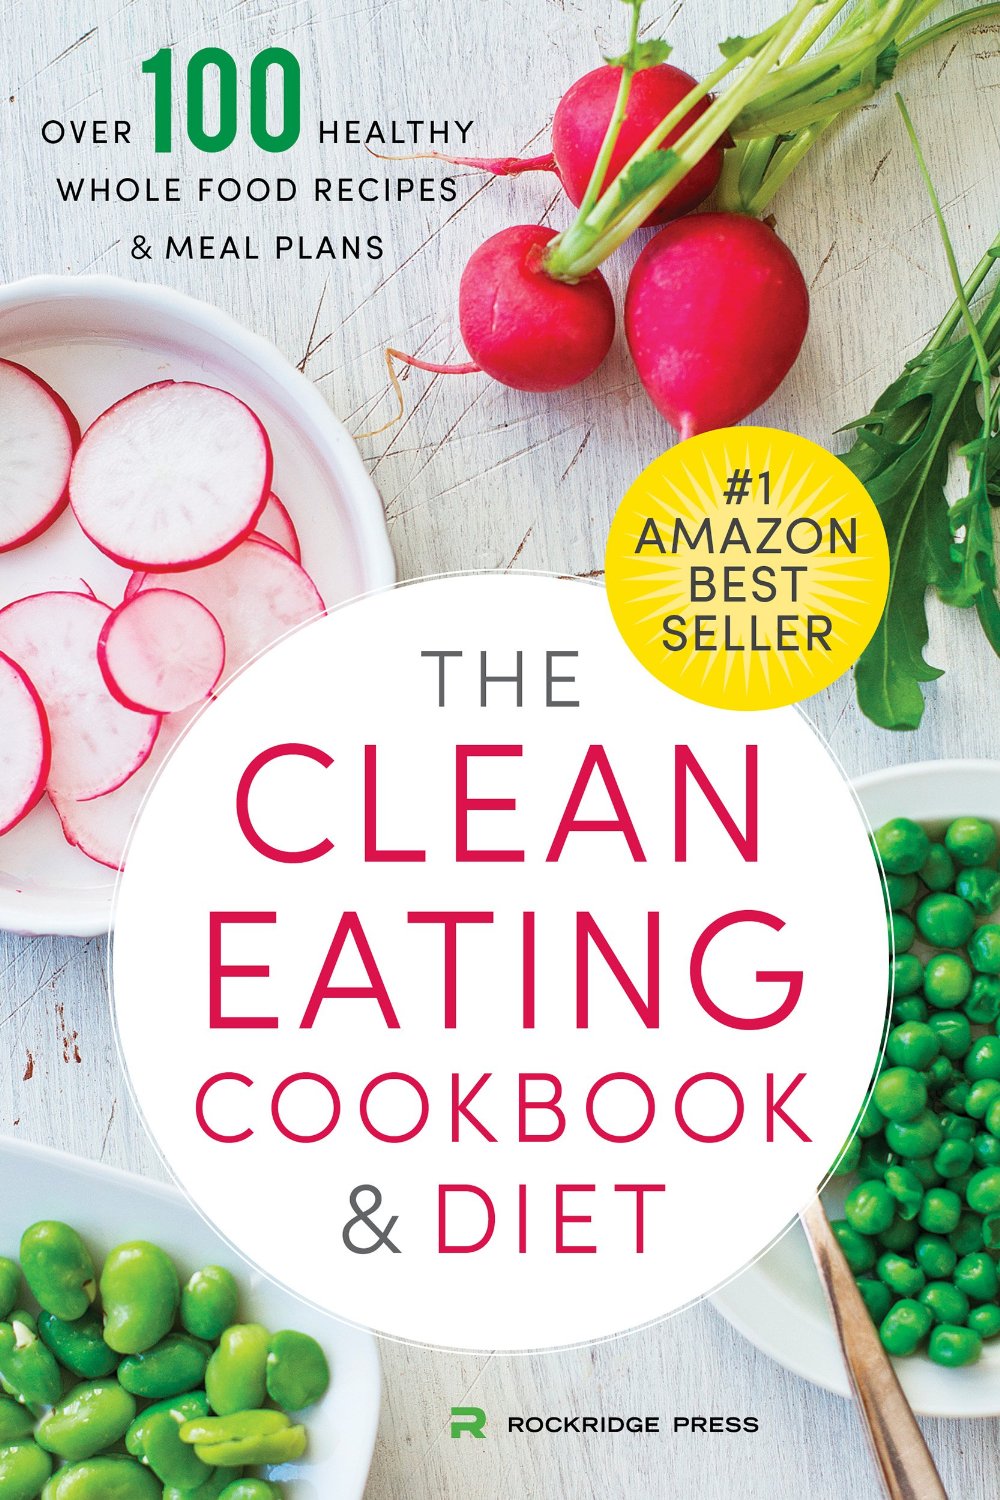 OVER 100 HEALTHY
WHOLE FOOD RECIPES
& MEAL PLANS
#1
AMAZON
BEST
SELLER
THE
CLEAN
EATING
COOKBOOK
& DIET
ROCKRIDGE PRESS